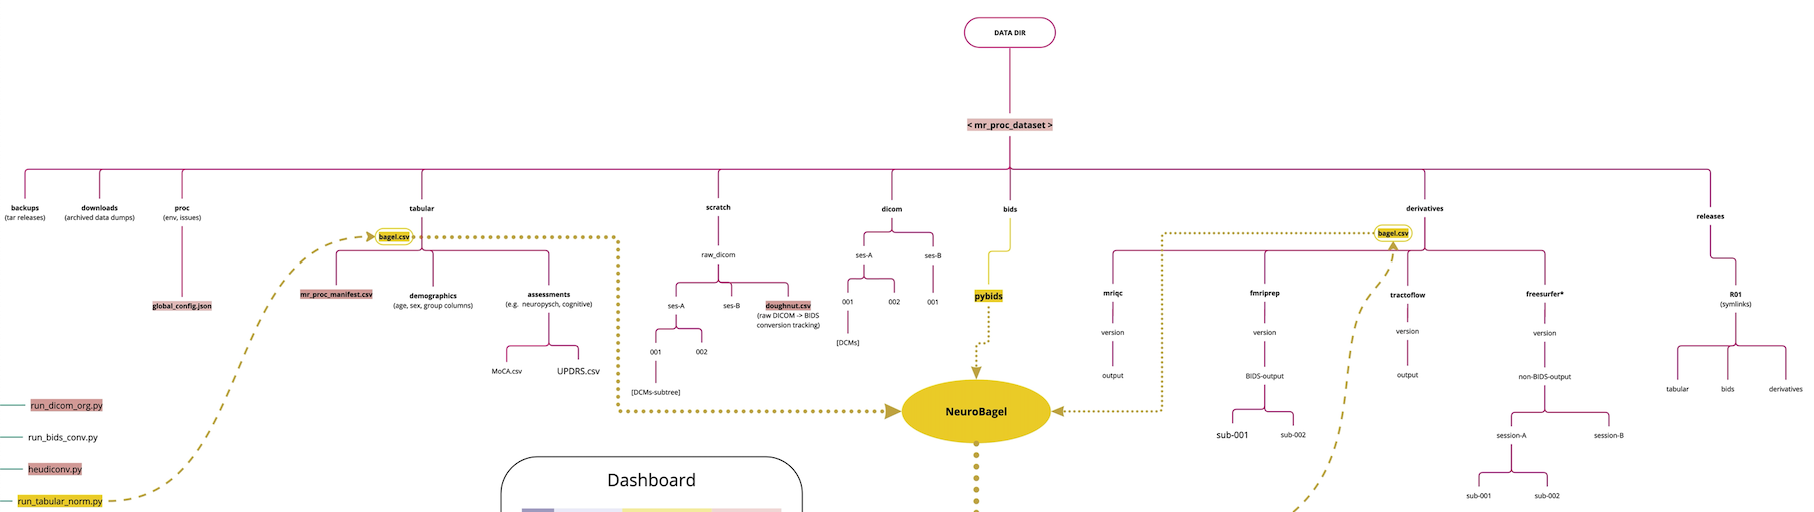 DATA DIR
< mr_proc_dataset >
backups
(tar releases)
downloads
(archived data dumps)
proc
(env, issues)
global_config.json
tabular
bagel.csv
mr_proc_manifest.csv
demographics
(age, sex, group columns)
assessments
(e.g. neuropysch, cognitive)
MoCA.csv
UPDRS.csv
scratch
raw_dicom
ses-A
ses-B
doughnut.csv
(raw DICOM -> BIDS
conversion tracking)
001
002
[DCMs-subtree]
dicom
ses-A
ses-B
001
002
001
[DCMs]
bids
pybids
NeuroBagel
derivatives
bagel.csv
mriqc
version
output
fmriprep
version
BIDS-output
sub-001
sub-002
tractoflow
version
output
freesurfer*
version
non-BIDS-output
session-A
session-B
sub-001
sub-002
releases
R01
(symlinks)
tabular
bids
derivatives
run_dicom_org.py
run_bids_conv.py
heudiconv.py
run_tabular_norm.py
Dashboard